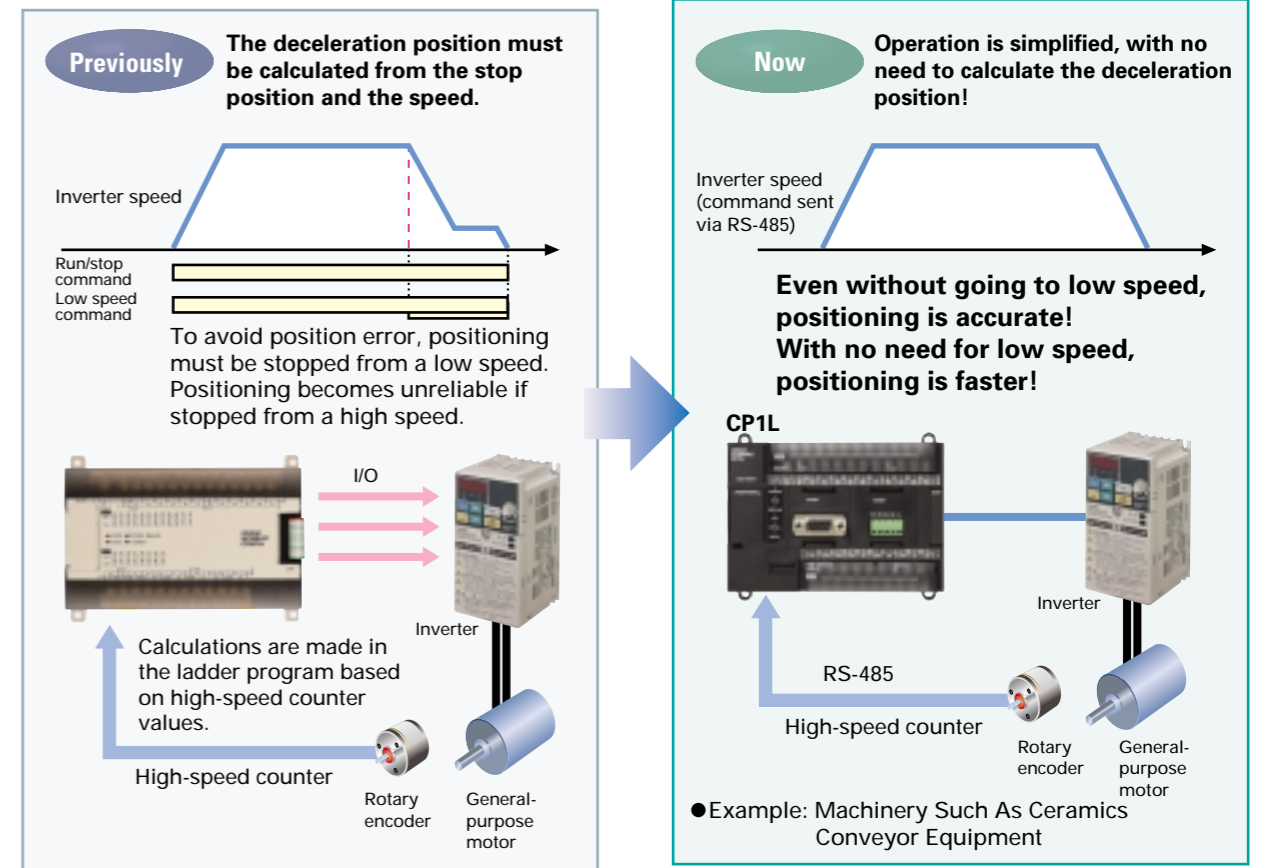 Previously
The deceleration position must
be calculated from the stop
position and the speed.
Inverter speed
Run/stop
command
Low speed
command
To avoid position error, positioning
must be stopped from a low speed.
Positioning becomes unreliable if
stopped from a high speed.
I/O
Inverter
Calculations are made in
the ladder program based
on high-speed counter
values.
High-speed counter
Rotary
encoder
General-
purpose
motor
Now
Operation is simplified, with no
need to calculate the deceleration
position!
Inverter speed
(command sent
via RS-485)
Even without going to low speed,
positioning is accurate!
With no need for low speed,
positioning is faster!
CP1L
Inverter
RS-485
High-speed counter
Rotary
encoder
General-
purpose
motor
●Example: Machinery Such As Ceramics
Conveyor Equipment